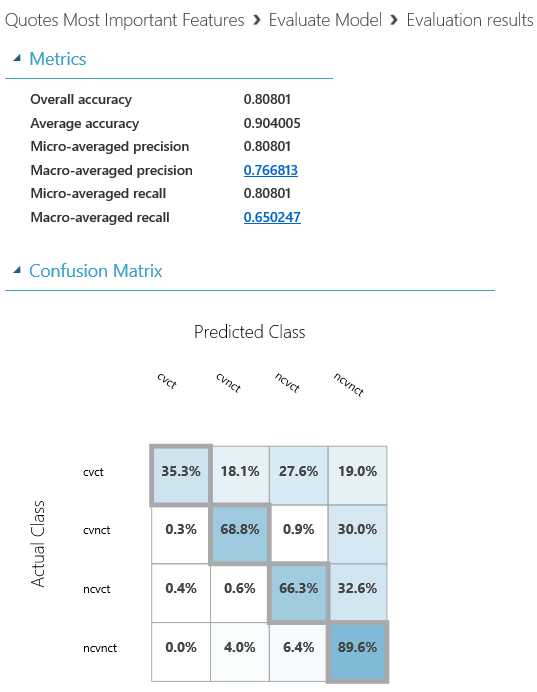 Quotes Most Important Features › Evaluate Model › Evaluation results
Metrics
Overall accuracy 0.80801
Average accuracy 0.904005
Micro-averaged precision 0.80801
Macro-averaged precision 0.766813
Micro-averaged recall 0.80801
Macro-averaged recall 0.650247
Confusion Matrix
Predicted Class
cvct cvnct ncvct ncvnct
Actual Class
cvct 35.3% 18.1% 27.6% 19.0%
cvnct 0.3% 68.8% 0.9% 30.0%
ncvct 0.4% 0.6% 66.3% 32.6%
ncvnct 0.0% 4.0% 6.4% 89.6%